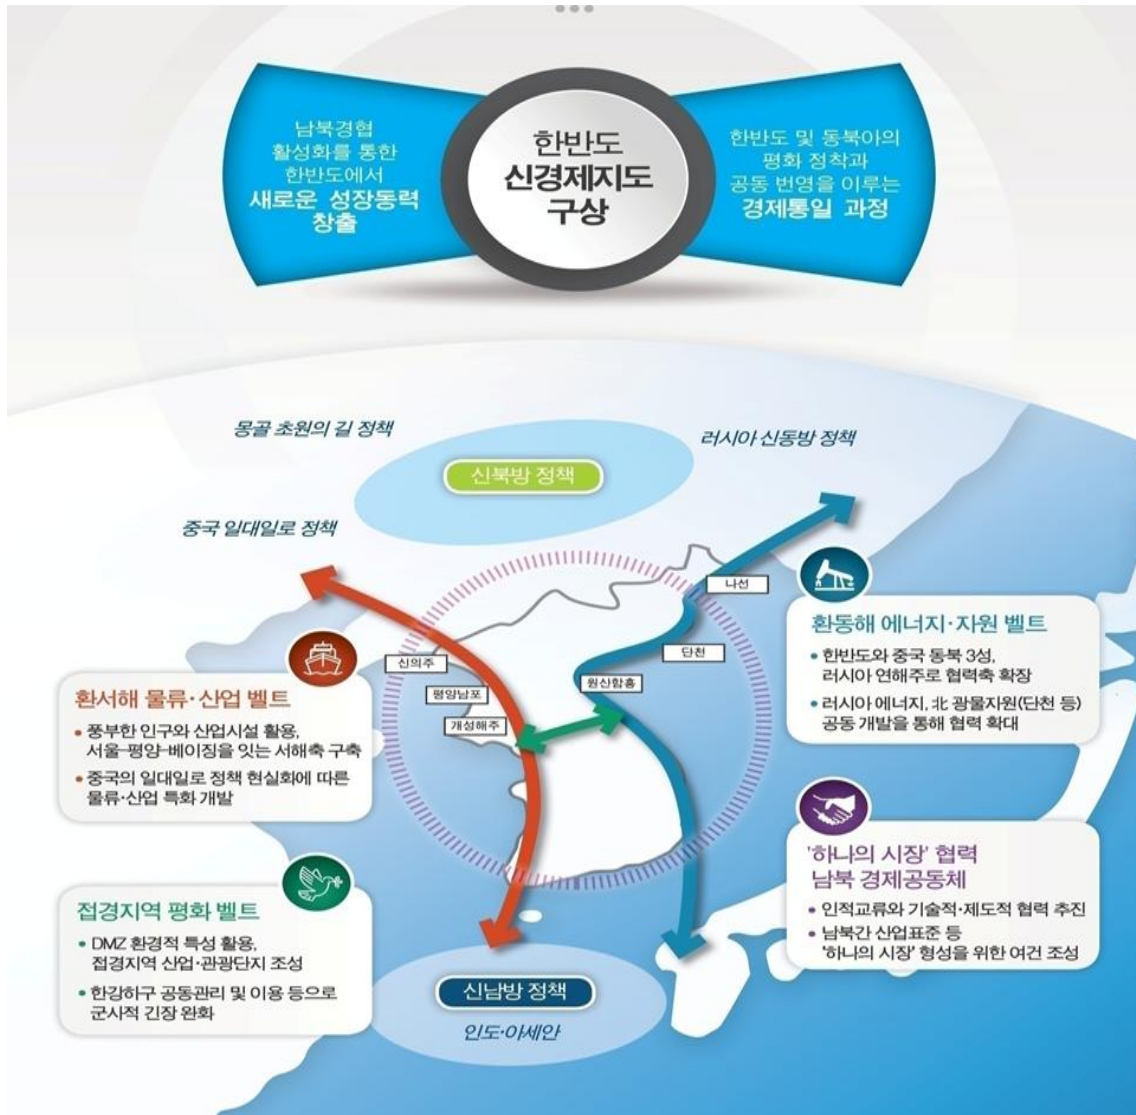 남북경협
활성화를 통한
한반도에서
새로운 성장동력
창출
한반도
신경제지도
구상
한반도 및 동북아의
평화 정착과
공동 번영을 이루는
경제통일 과정
몽골 초원의 길 정책
러시아 신동방 정책
신북방 정책
중국 일대일로 정책
나선
단천
신의주
원산함흥
평양남포
개성해주
환서해 물류·산업 벨트
• 풍부한 인구와 산업시설 활용,
서울-평양-베이징을 잇는 서해축 구축
• 중국의 일대일로 정책 현실화에 따른
물류·산업 특화 개발
환동해 에너지·자원 벨트
• 한반도와 중국 동북 3성,
러시아 연해주로 협력축 확장
• 러시아 에너지, 北 광물자원(단천 등)
공동 개발을 통해 협력 확대
접경지역 평화 벨트
• DMZ 환경적 특성 활용,
접경지역 산업·관광단지 조성
• 한강하구 공동관리 및 이용 등으로
군사적 긴장 완화
'하나의 시장' 협력
남북 경제공동체
• 인적교류와 기술적·제도적 협력 추진
• 남북간 산업표준 등
'하나의 시장' 형성을 위한 여건 조성
신남방 정책
인도·아세안